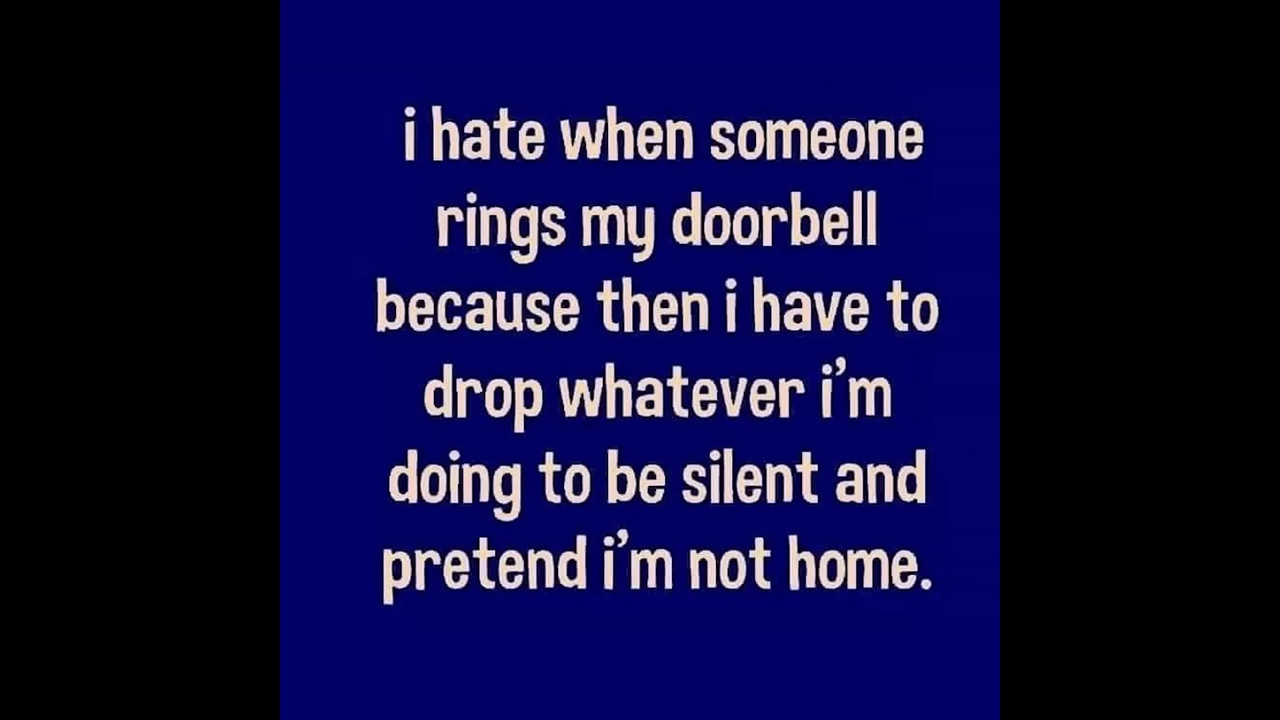 i hate when someone
rings my doorbell
because then i have to
drop whatever i’m
doing to be silent and
pretend i’m not home.